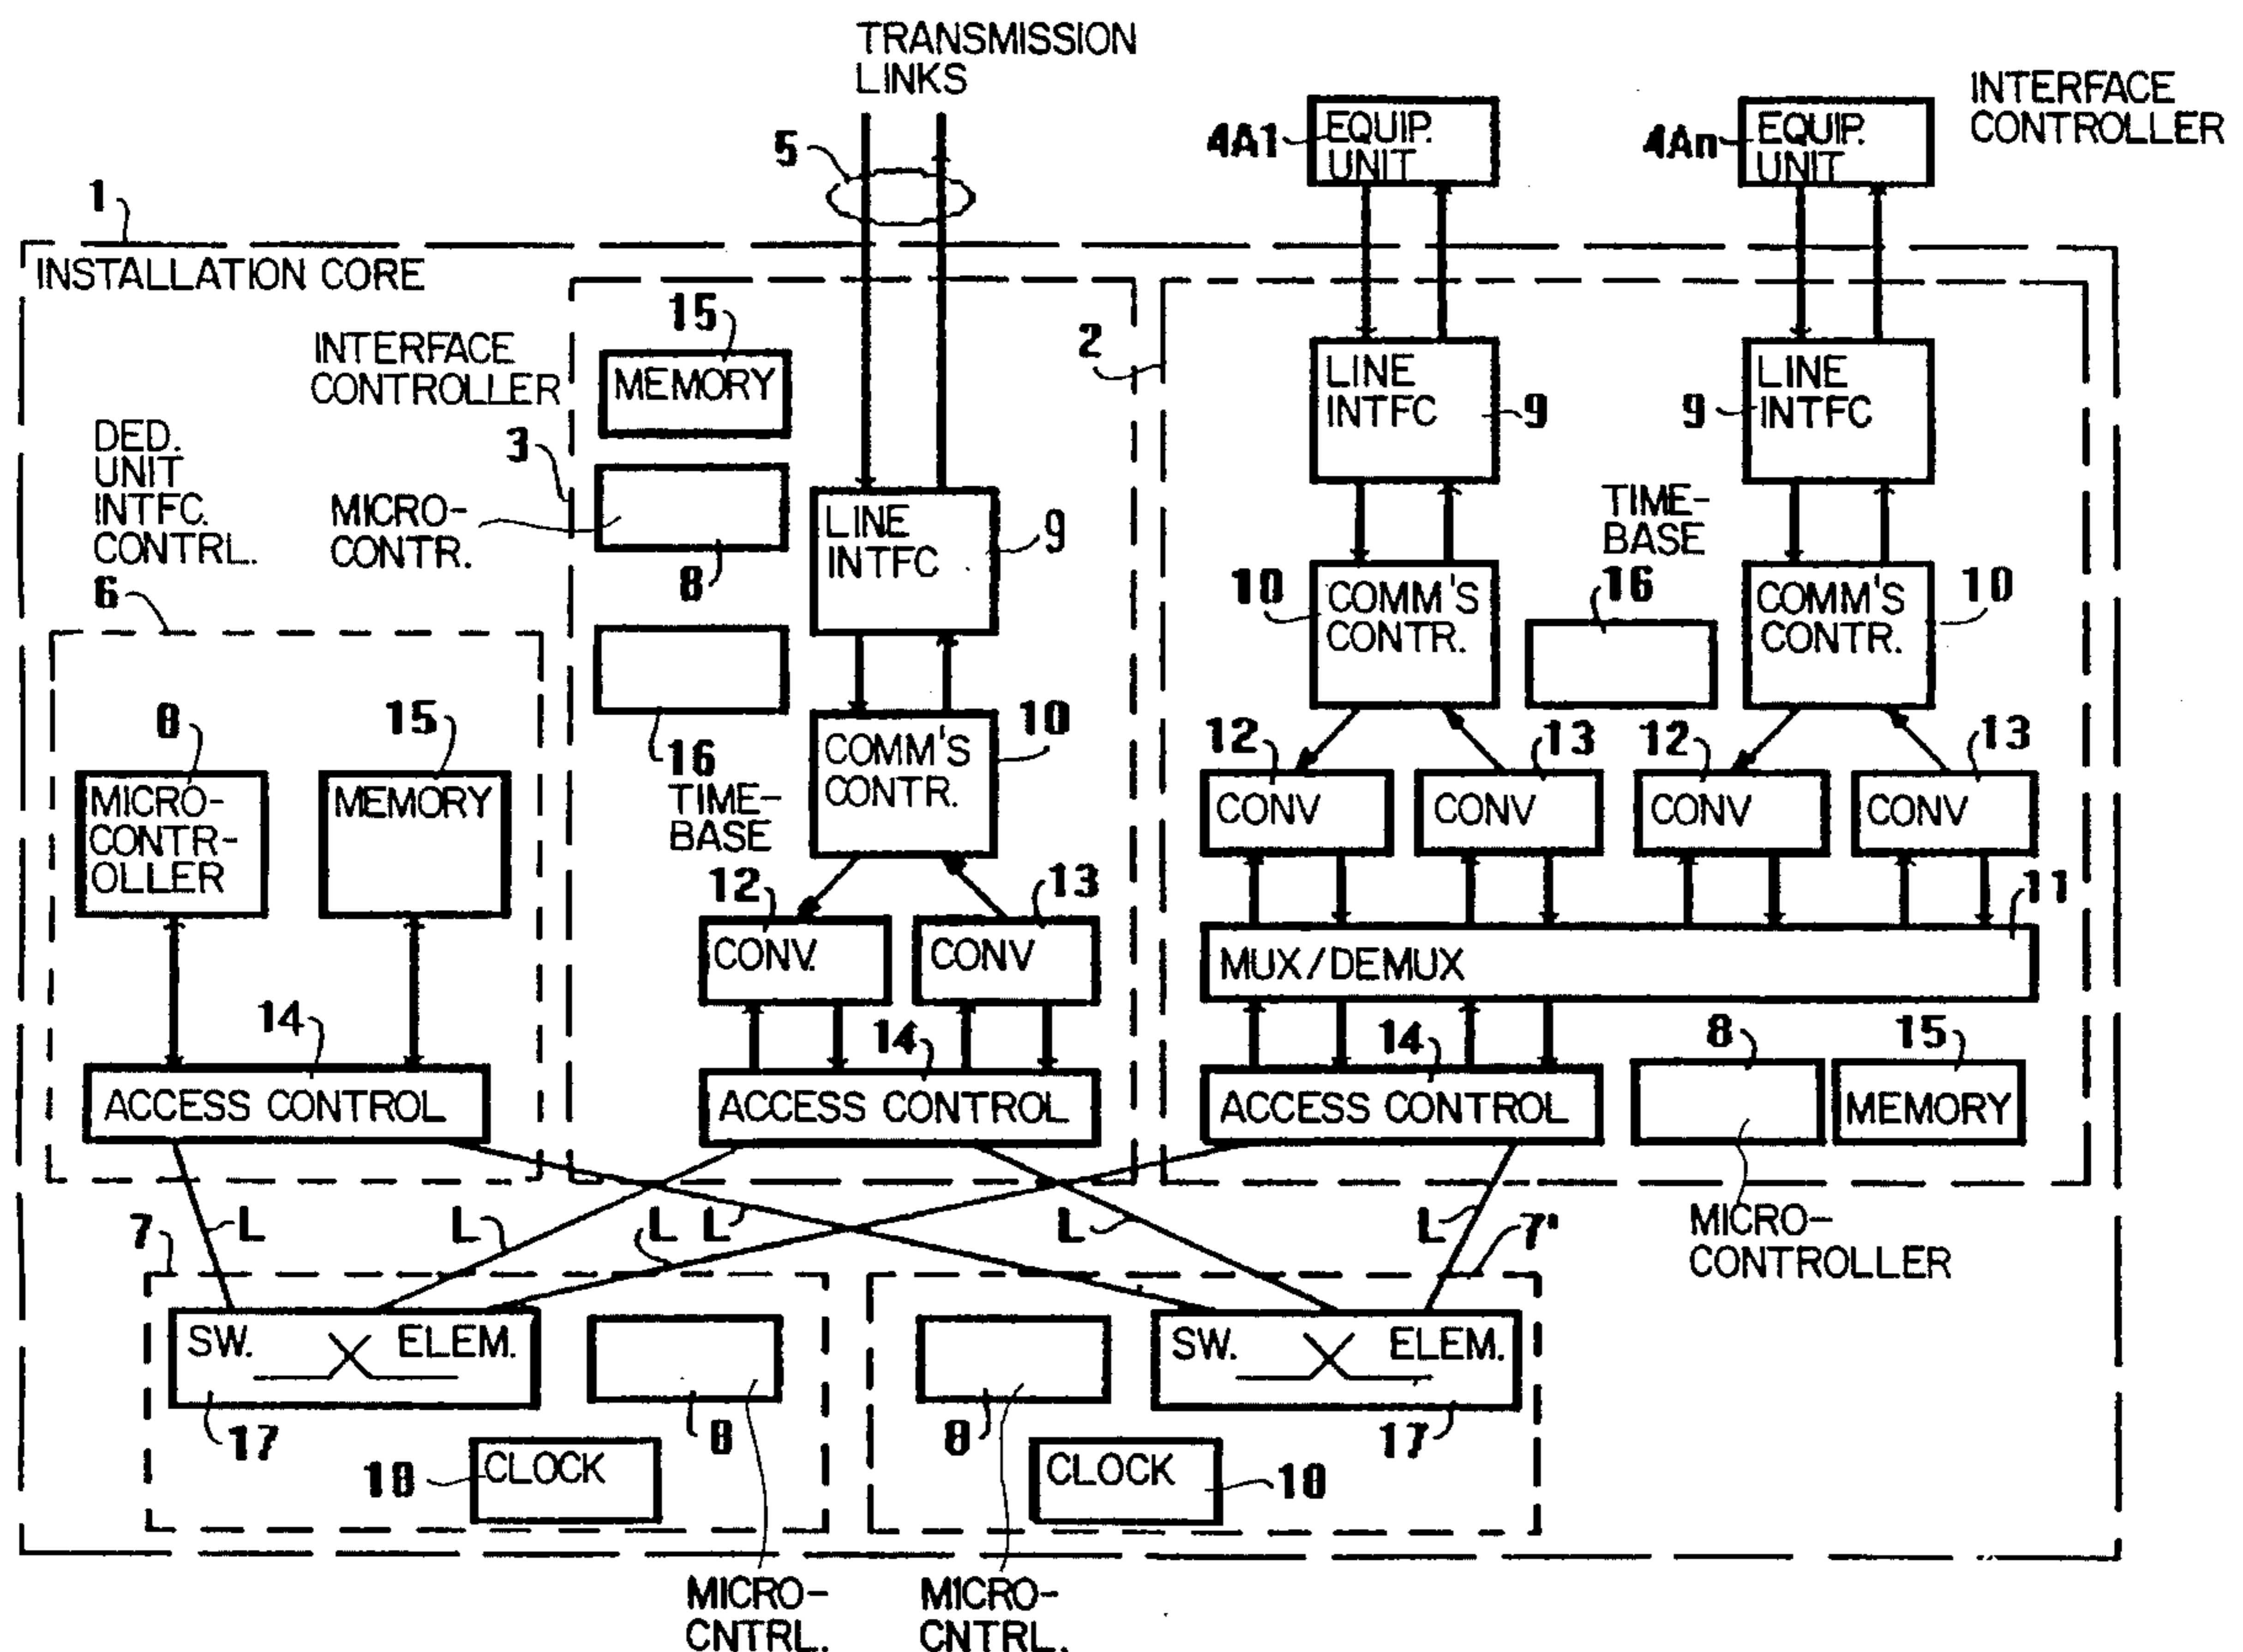 TRANSMISSION
LINKS
INTERFACE
CONTROLLER
4A1
EQUIP.
UNIT
4An
EQUIP.
UNIT
5
1
INSTALLATION CORE
INTERFACE
CONTROLLER
15
MEMORY
2
LINE
INTFC
9
9
LINE
INTFC
DED.
UNIT
INTFC.
CONTRL.
6
3
MICRO-
CONTR.
8
LINE
INTFC
9
TIME-
BASE
16
10
COMM'S
CONTR.
COMM'S
CONTR.
10
16
TIME-
BASE
COMM'S
CONTR.
10
8
MICRO-
CONTR-
OLLER
15
MEMORY
12
CONV
13
CONV
12
CONV
13
CONV
12
CONV.
13
CONV
11
MUX/DEMUX
14
ACCESS CONTROL
14
ACCESS CONTROL
14
ACCESS CONTROL
8
15
MEMORY
7
L
L
L
L
L
L
7'
MICRO-
CONTROLLER
SW.
ELEM.
17
8
18
CLOCK
8
SW.
ELEM.
17
CLOCK
18
MICRO-
CNTRL.
MICRO-
CNTRL.